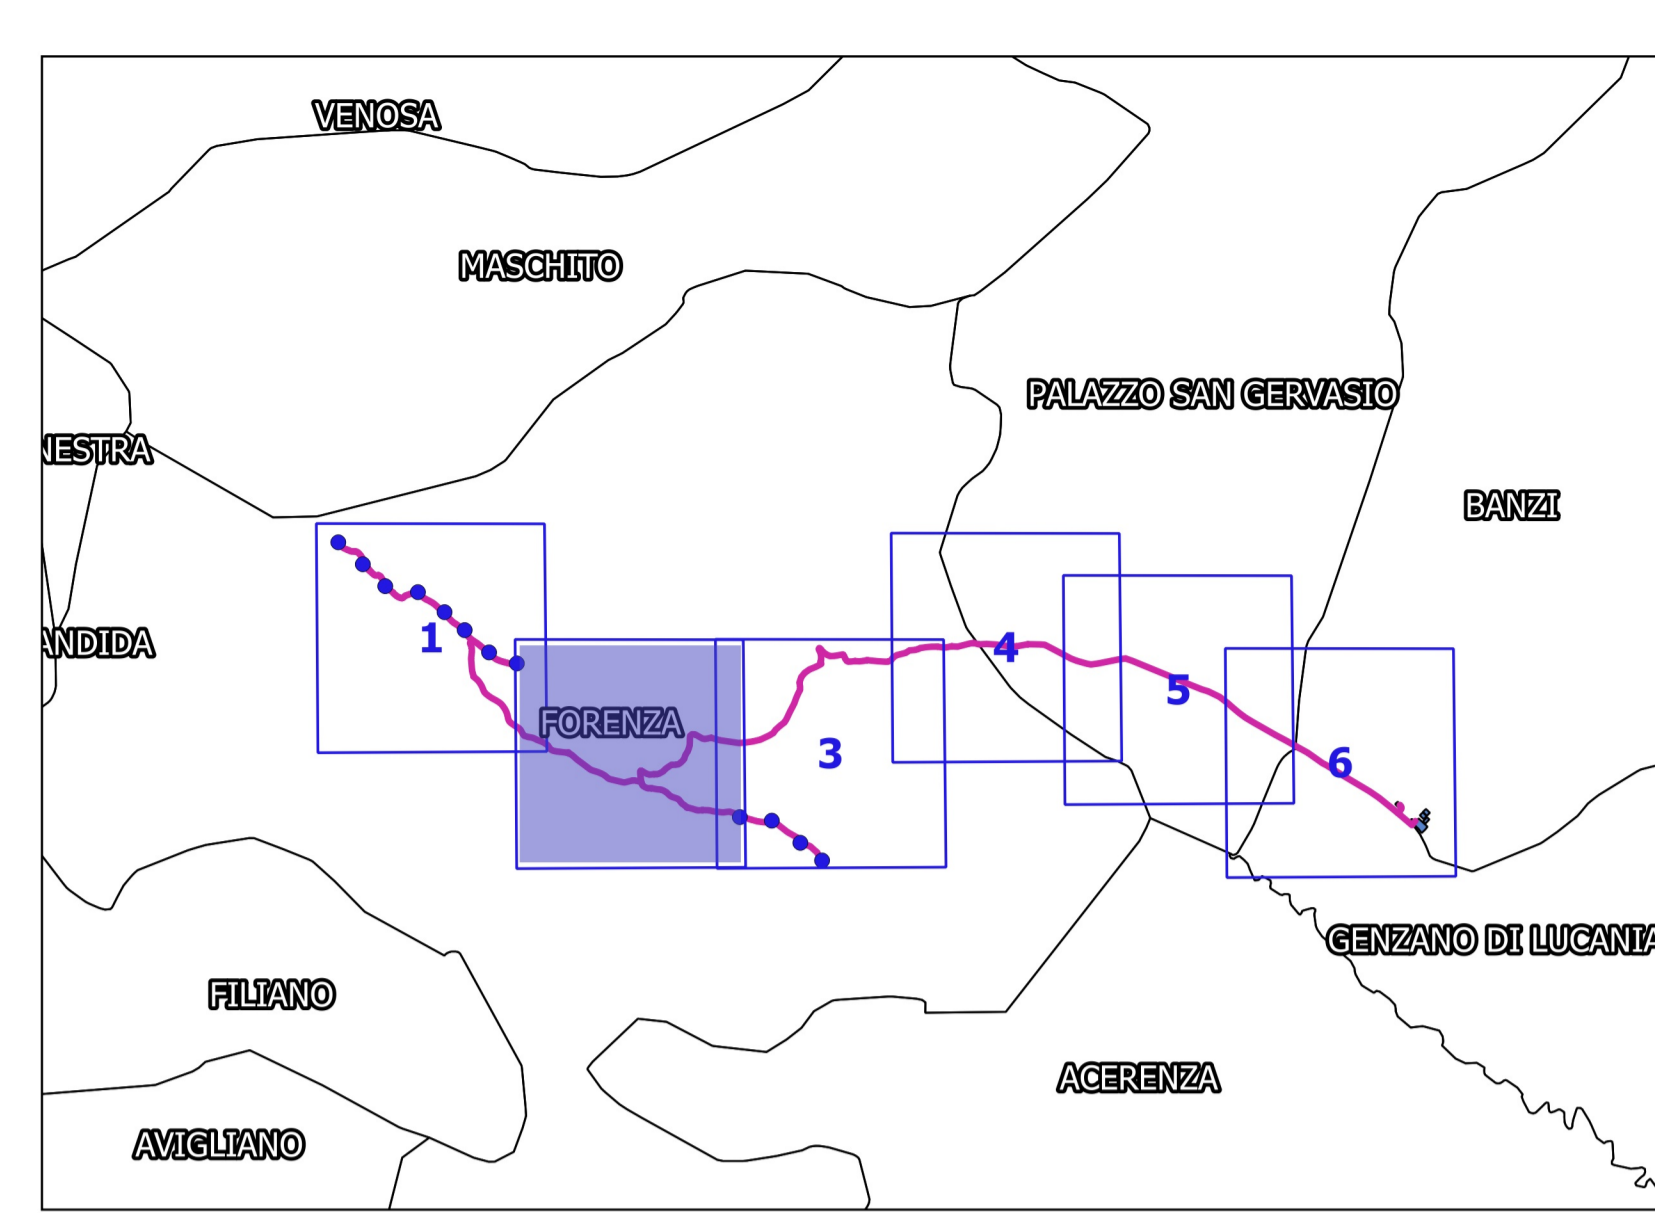 VENOSA
MASCHITO
PALAZZO SAN GERVASIO
NESTRA
BANZI
1
ANDIDA
4
5
FORENZA
3
6
GENZANO DI LUCANIA
FILIANO
ACERENZA
AVIGLIANO